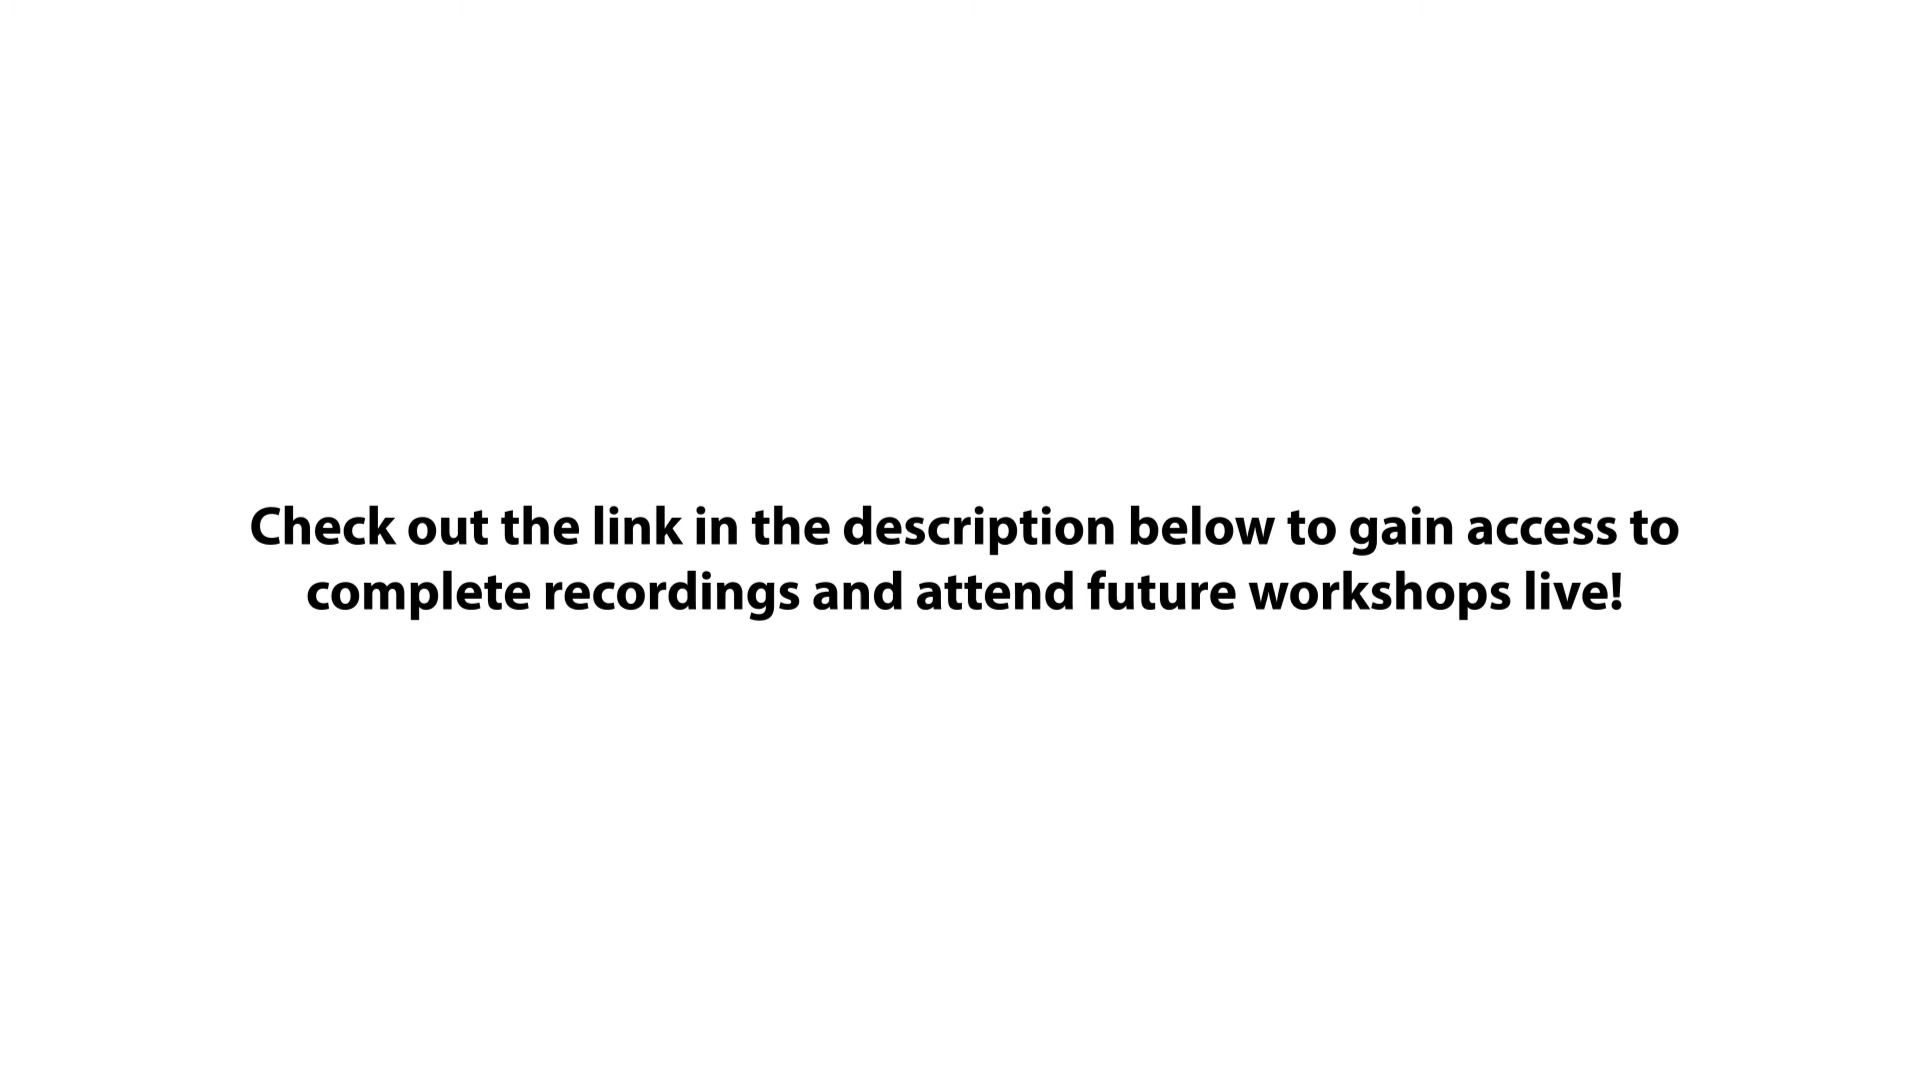 Check out the link in the description below to gain access to
complete recordings and attend future workshops live!